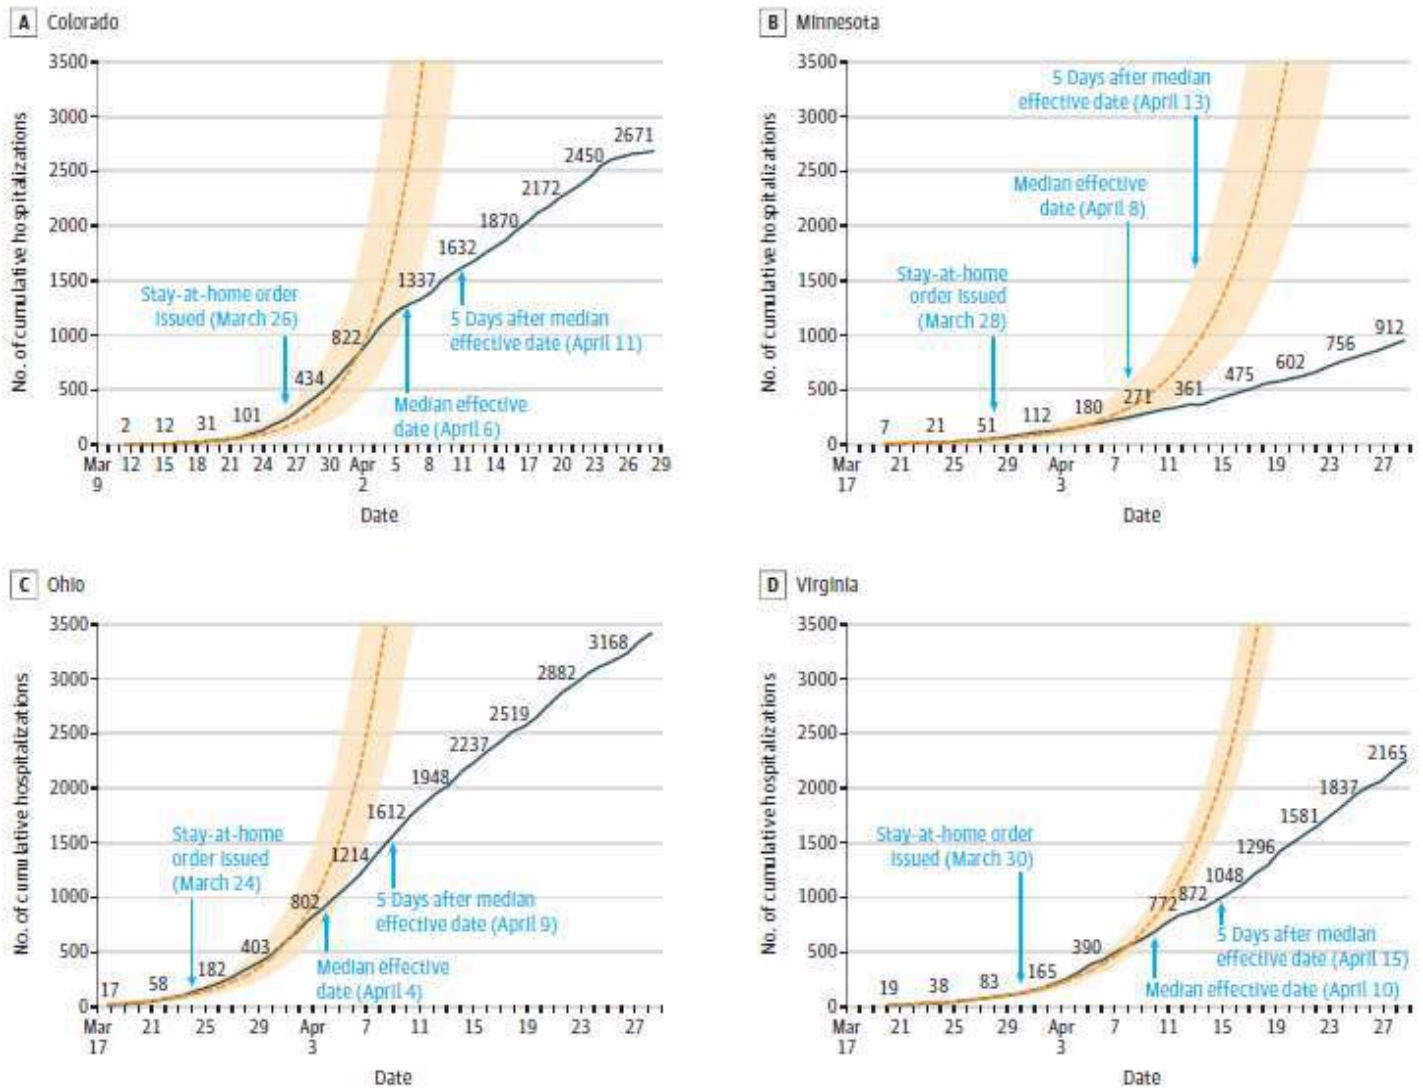 A Colorado
No. of cumulative hospitalizations
3500
3000
2500
2000
1500
1000
500
0
2
12
31
101
434
822
1337
1632
1870
2172
2450
2671
Stay-at-home order
issued (March 26)
5 Days after median
effective date (April 11)
Median effective
date (April 6)
Mar 12 15 18 21 24 27 30 Apr 5 8 11 14 17 20 23 26 29
9 2
Date
B Minnesota
No. of cumulative hospitalizations
3500
3000
2500
2000
1500
1000
500
0
5 Days after median
effective date (April 13)
Median effective
date (April 8)
Stay-at-home
order issued
(March 28)
7
21
51
112
180
271
361
475
602
756
912
Mar 21 25 29 Apr 7 11 15 19 23 27
17 3
Date
C Ohio
No. of cumulative hospitalizations
3500
3000
2500
2000
1500
1000
500
0
17
58
182
403
802
1214
1612
1948
2237
2519
2882
3168
Stay-at-home
order issued
(March 24)
5 Days after median
effective date (April 9)
Median effective
date (April 4)
Mar 21 25 29 Apr 7 11 15 19 23 27
17 3
Date
D Virginia
No. of cumulative hospitalizations
3500
3000
2500
2000
1500
1000
500
0
19
38
83
165
390
772
872
1048
1296
1581
1837
2165
Stay-at-home order
issued (March 30)
5 Days after median
effective date (April 15)
Median effective date (April 10)
Mar 21 25 29 Apr 7 11 15 19 23 27
17 3
Date